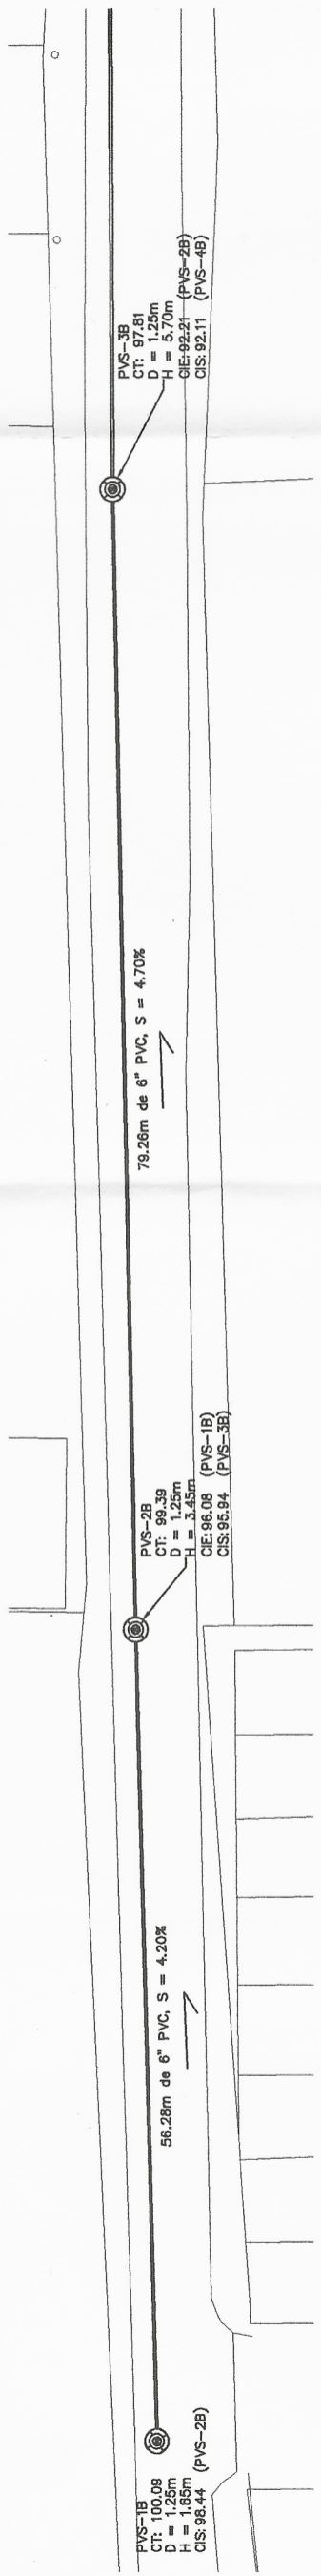 PVS-1B
CT: 100.09
D = 1.25m
H = 1.65m
CIS: 98.44 (PVS-2B)
56.28m de 6" PVC, S = 4.20%
PVS-2B
CT: 99.39
D = 1.25m
H = 3.45m
CIE: 96.08 (PVS-1B)
CIS: 95.94 (PVS-3B)
79.26m de 6" PVC, S = 4.70%
PVS-3B
CT: 97.81
D = 1.25m
H = 5.70m
CIE: 92.21 (PVS-2B)
CIS: 92.11 (PVS-4B)